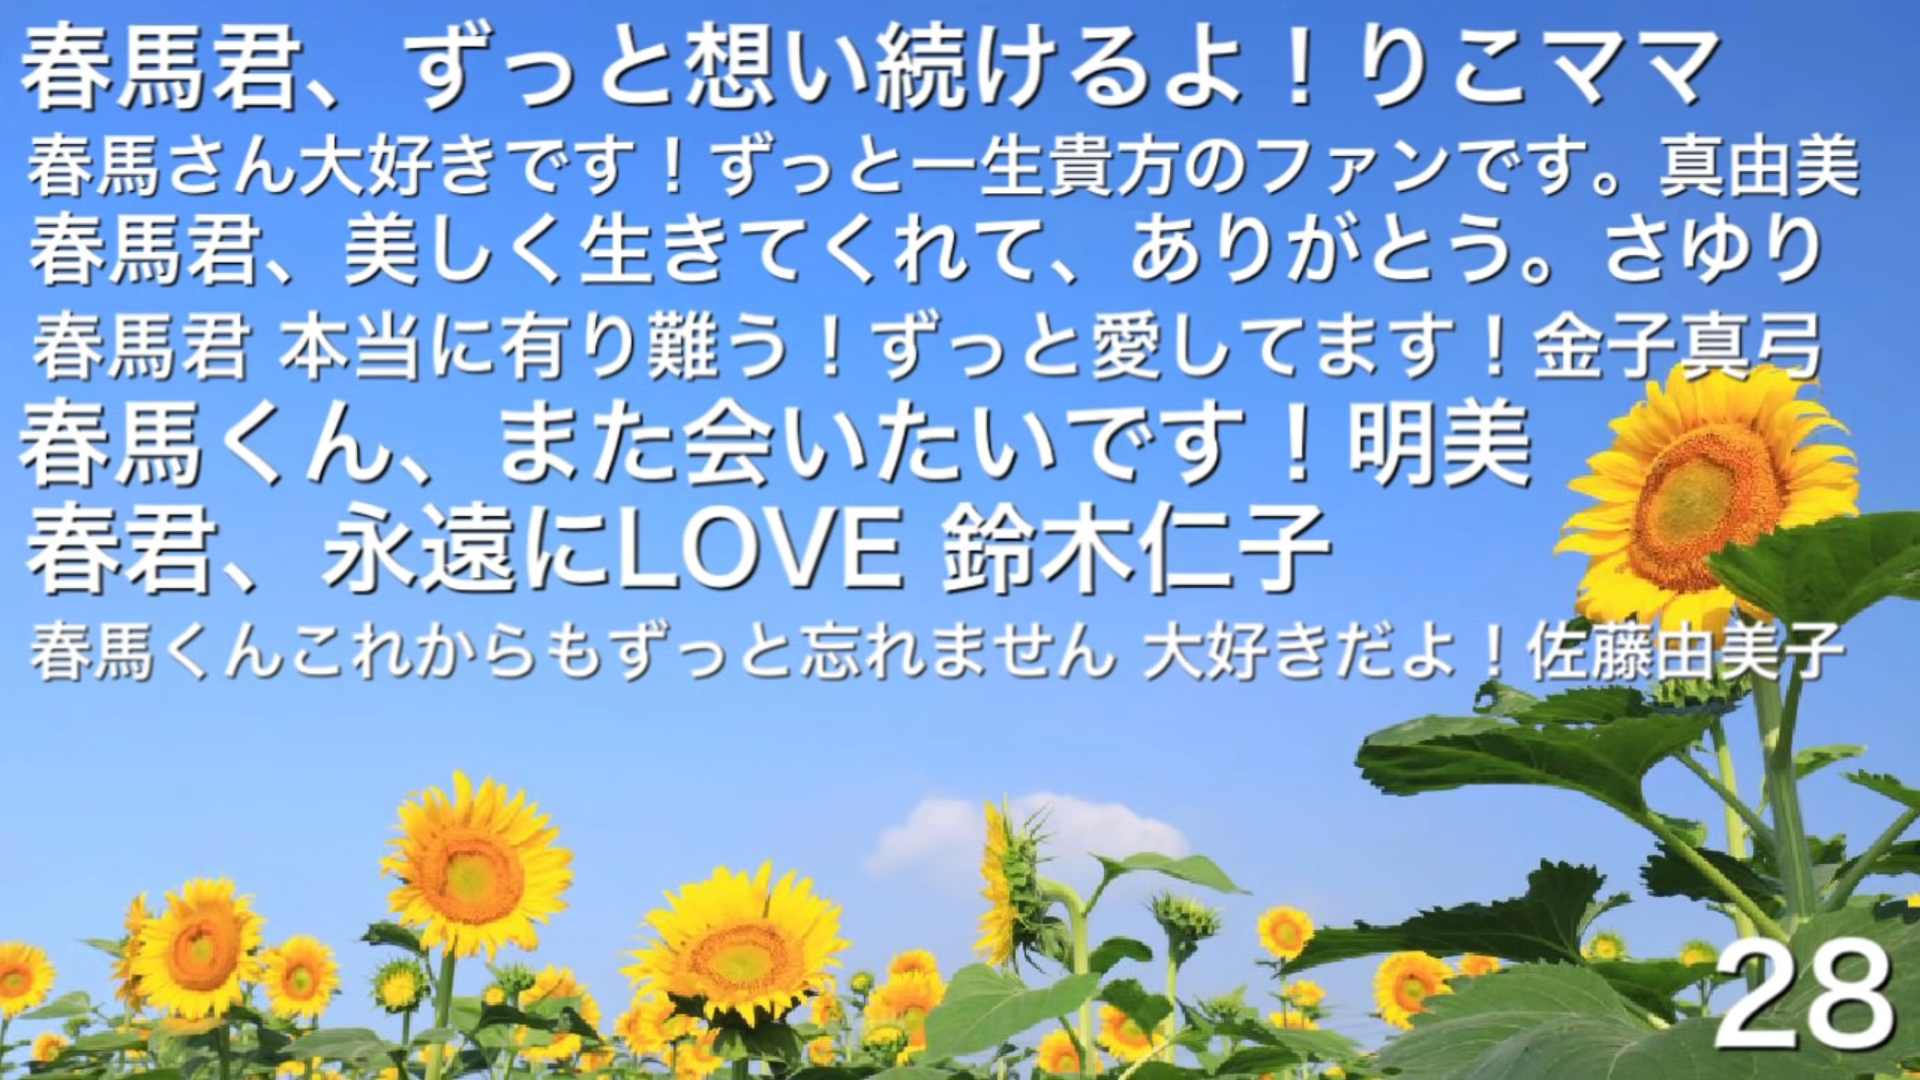 春馬君、ずっと想い続けるよ！りこママ
春馬さん大好きです！ずっと一生貴方のファンです。真由美
春馬君、美しく生きてくれて、ありがとう。さゆり
春馬君 本当に有り難う！ずっと愛してます！金子真弓
春馬くん、また会いたいです！明美
春君、永遠にLOVE 鈴木仁子
春馬くんこれからもずっと忘れません 大好きだよ！佐藤由美子
28